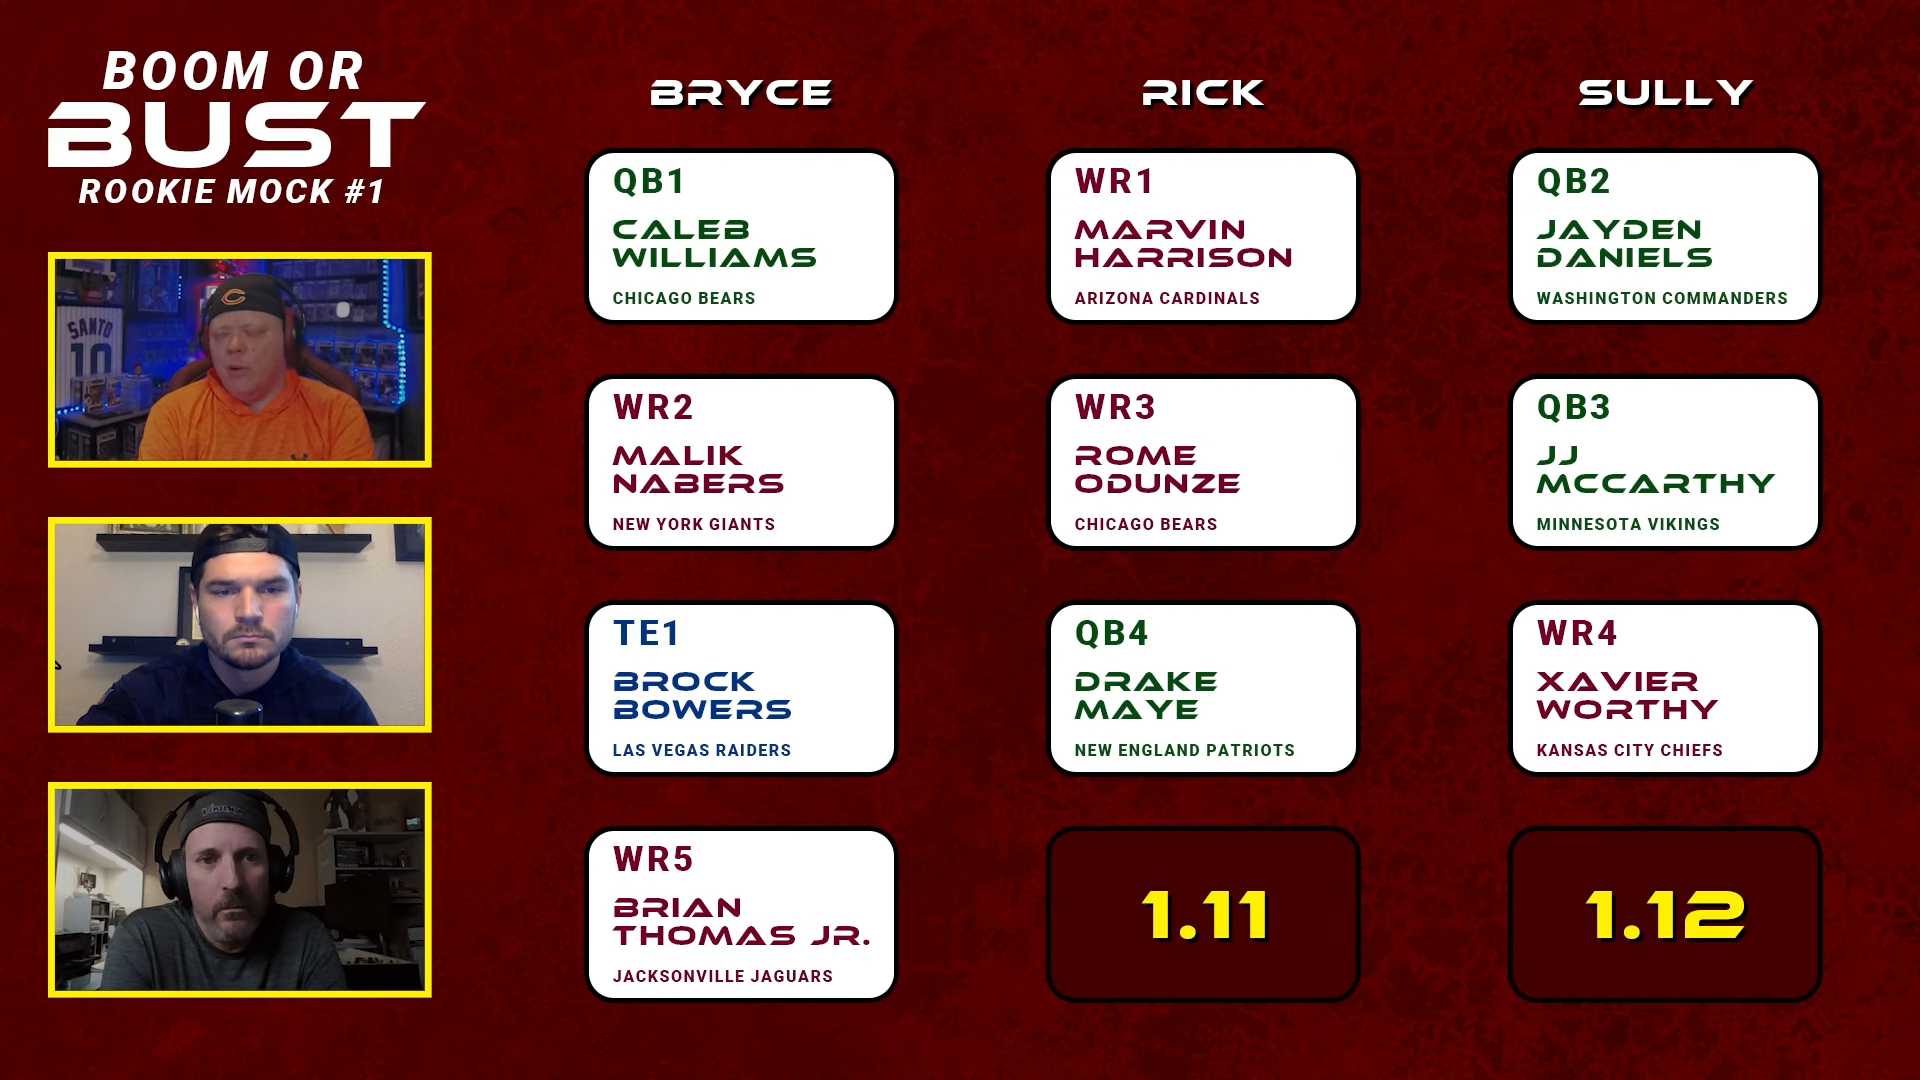 BOOM OR
BUST
ROOKIE MOCK #1
SANTO
10
BRYCE
QB1
CALEB
WILLIAMS
CHICAGO BEARS
WR2
MALIK
NABERS
NEW YORK GIANTS
TE1
BROCK
BOWERS
LAS VEGAS RAIDERS
WR5
BRIAN
THOMAS JR.
JACKSONVILLE JAGUARS
RICK
WR1
MARVIN
HARRISON
ARIZONA CARDINALS
WR3
ROME
ODUNZE
CHICAGO BEARS
QB4
DRAKE
MAYE
NEW ENGLAND PATRIOTS
1.11
SULLY
QB2
JAYDEN
DANIELS
WASHINGTON COMMANDERS
QB3
JJ
MCCARTHY
MINNESOTA VIKINGS
WR4
XAVIER
WORTHY
KANSAS CITY CHIEFS
1.12